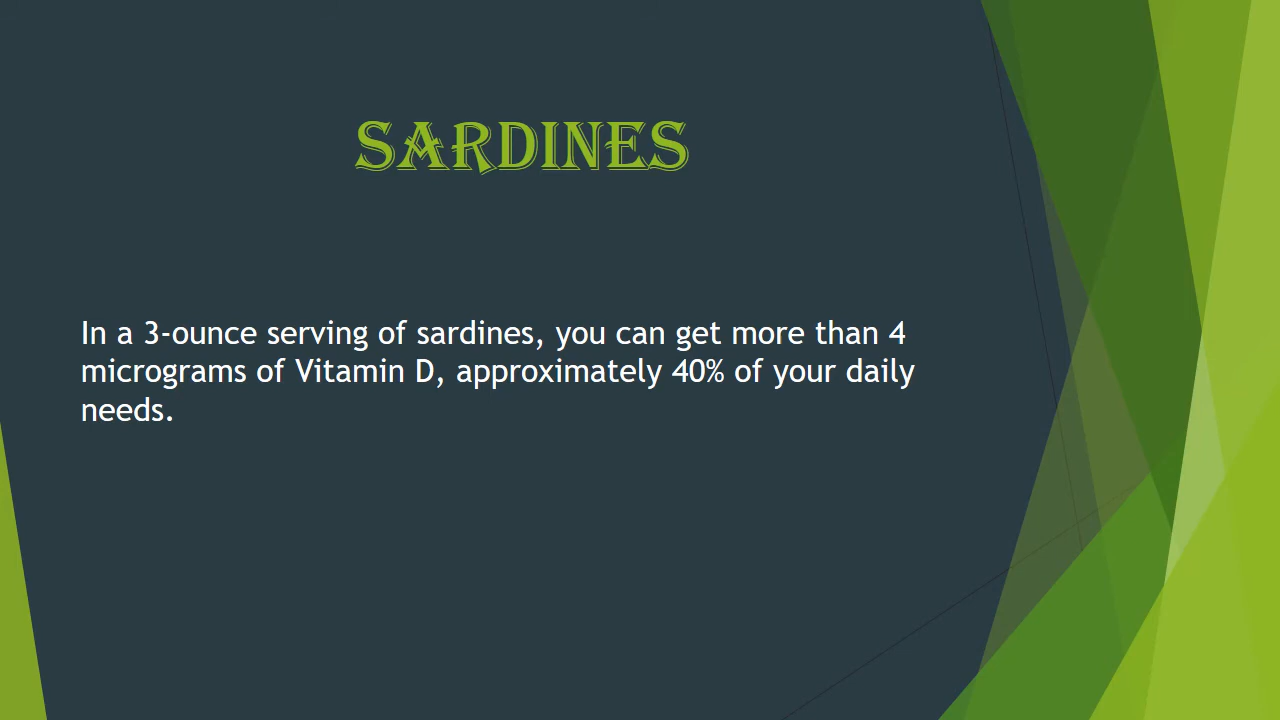 SARDINES
In a 3-ounce serving of sardines, you can get more than 4
micrograms of Vitamin D, approximately 40% of your daily
needs.